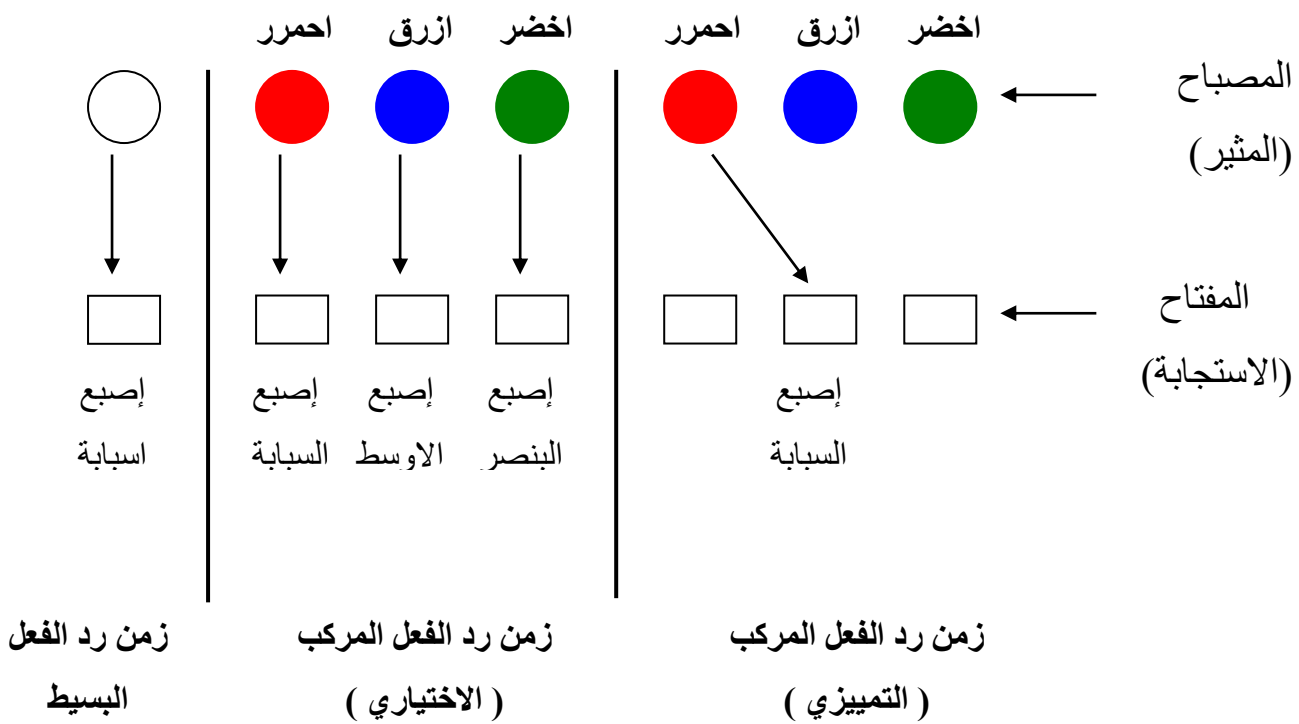 اخضر ازرق احمرر اخضر ازرق احمرر
المصباح
(المثير)
المفتاح
(الاستجابة)
إصبع إصبع إصبع إصبع إصبع
السبابة البنصر الاوسط السبابة اسبابة
زمن رد الفعل المركب زمن رد الفعل المركب زمن رد الفعل
( التمييزي ) ( الاختياري ) البسيط